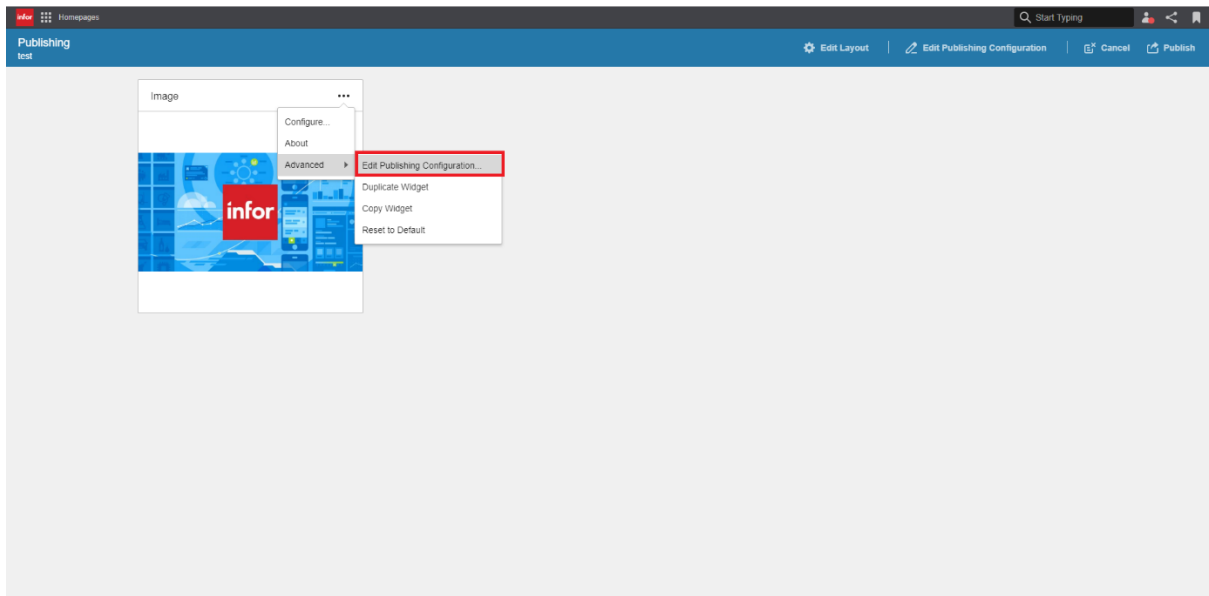 infor
Homepages
Start Typing
Publishing
test
Edit Layout
Edit Publishing Configuration
Cancel
Publish
Image
Configure...
About
Advanced
Edit Publishing Configuration...
Duplicate Widget
Copy Widget
Reset to Default
infor